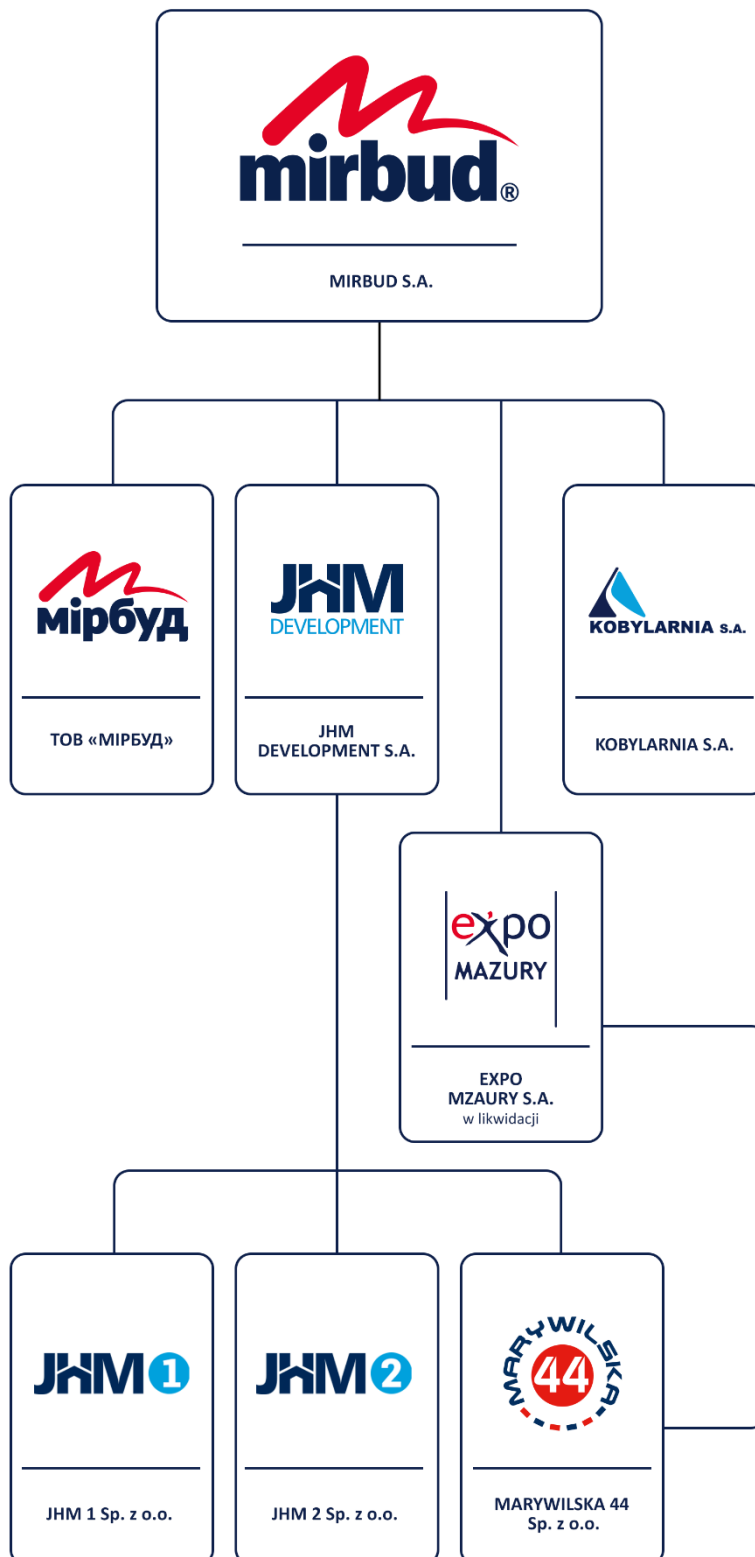 mirbud®
MIRBUD S.A.
мірбуд
ТОВ «МІРБУД»
JHM
DEVELOPMENT
JHM
DEVELOPMENT S.A.
KOBYLARNIA S.A.
KOBYLARNIA S.A.
expo
MAZURY
EXPO
MZAURY S.A.
w likwidacji
JHM 1
JHM 1 Sp. z o.o.
JHM 2
JHM 2 Sp. z o.o.
MARYWILSKA
44
MARYWILSKA 44
Sp. z o.o.